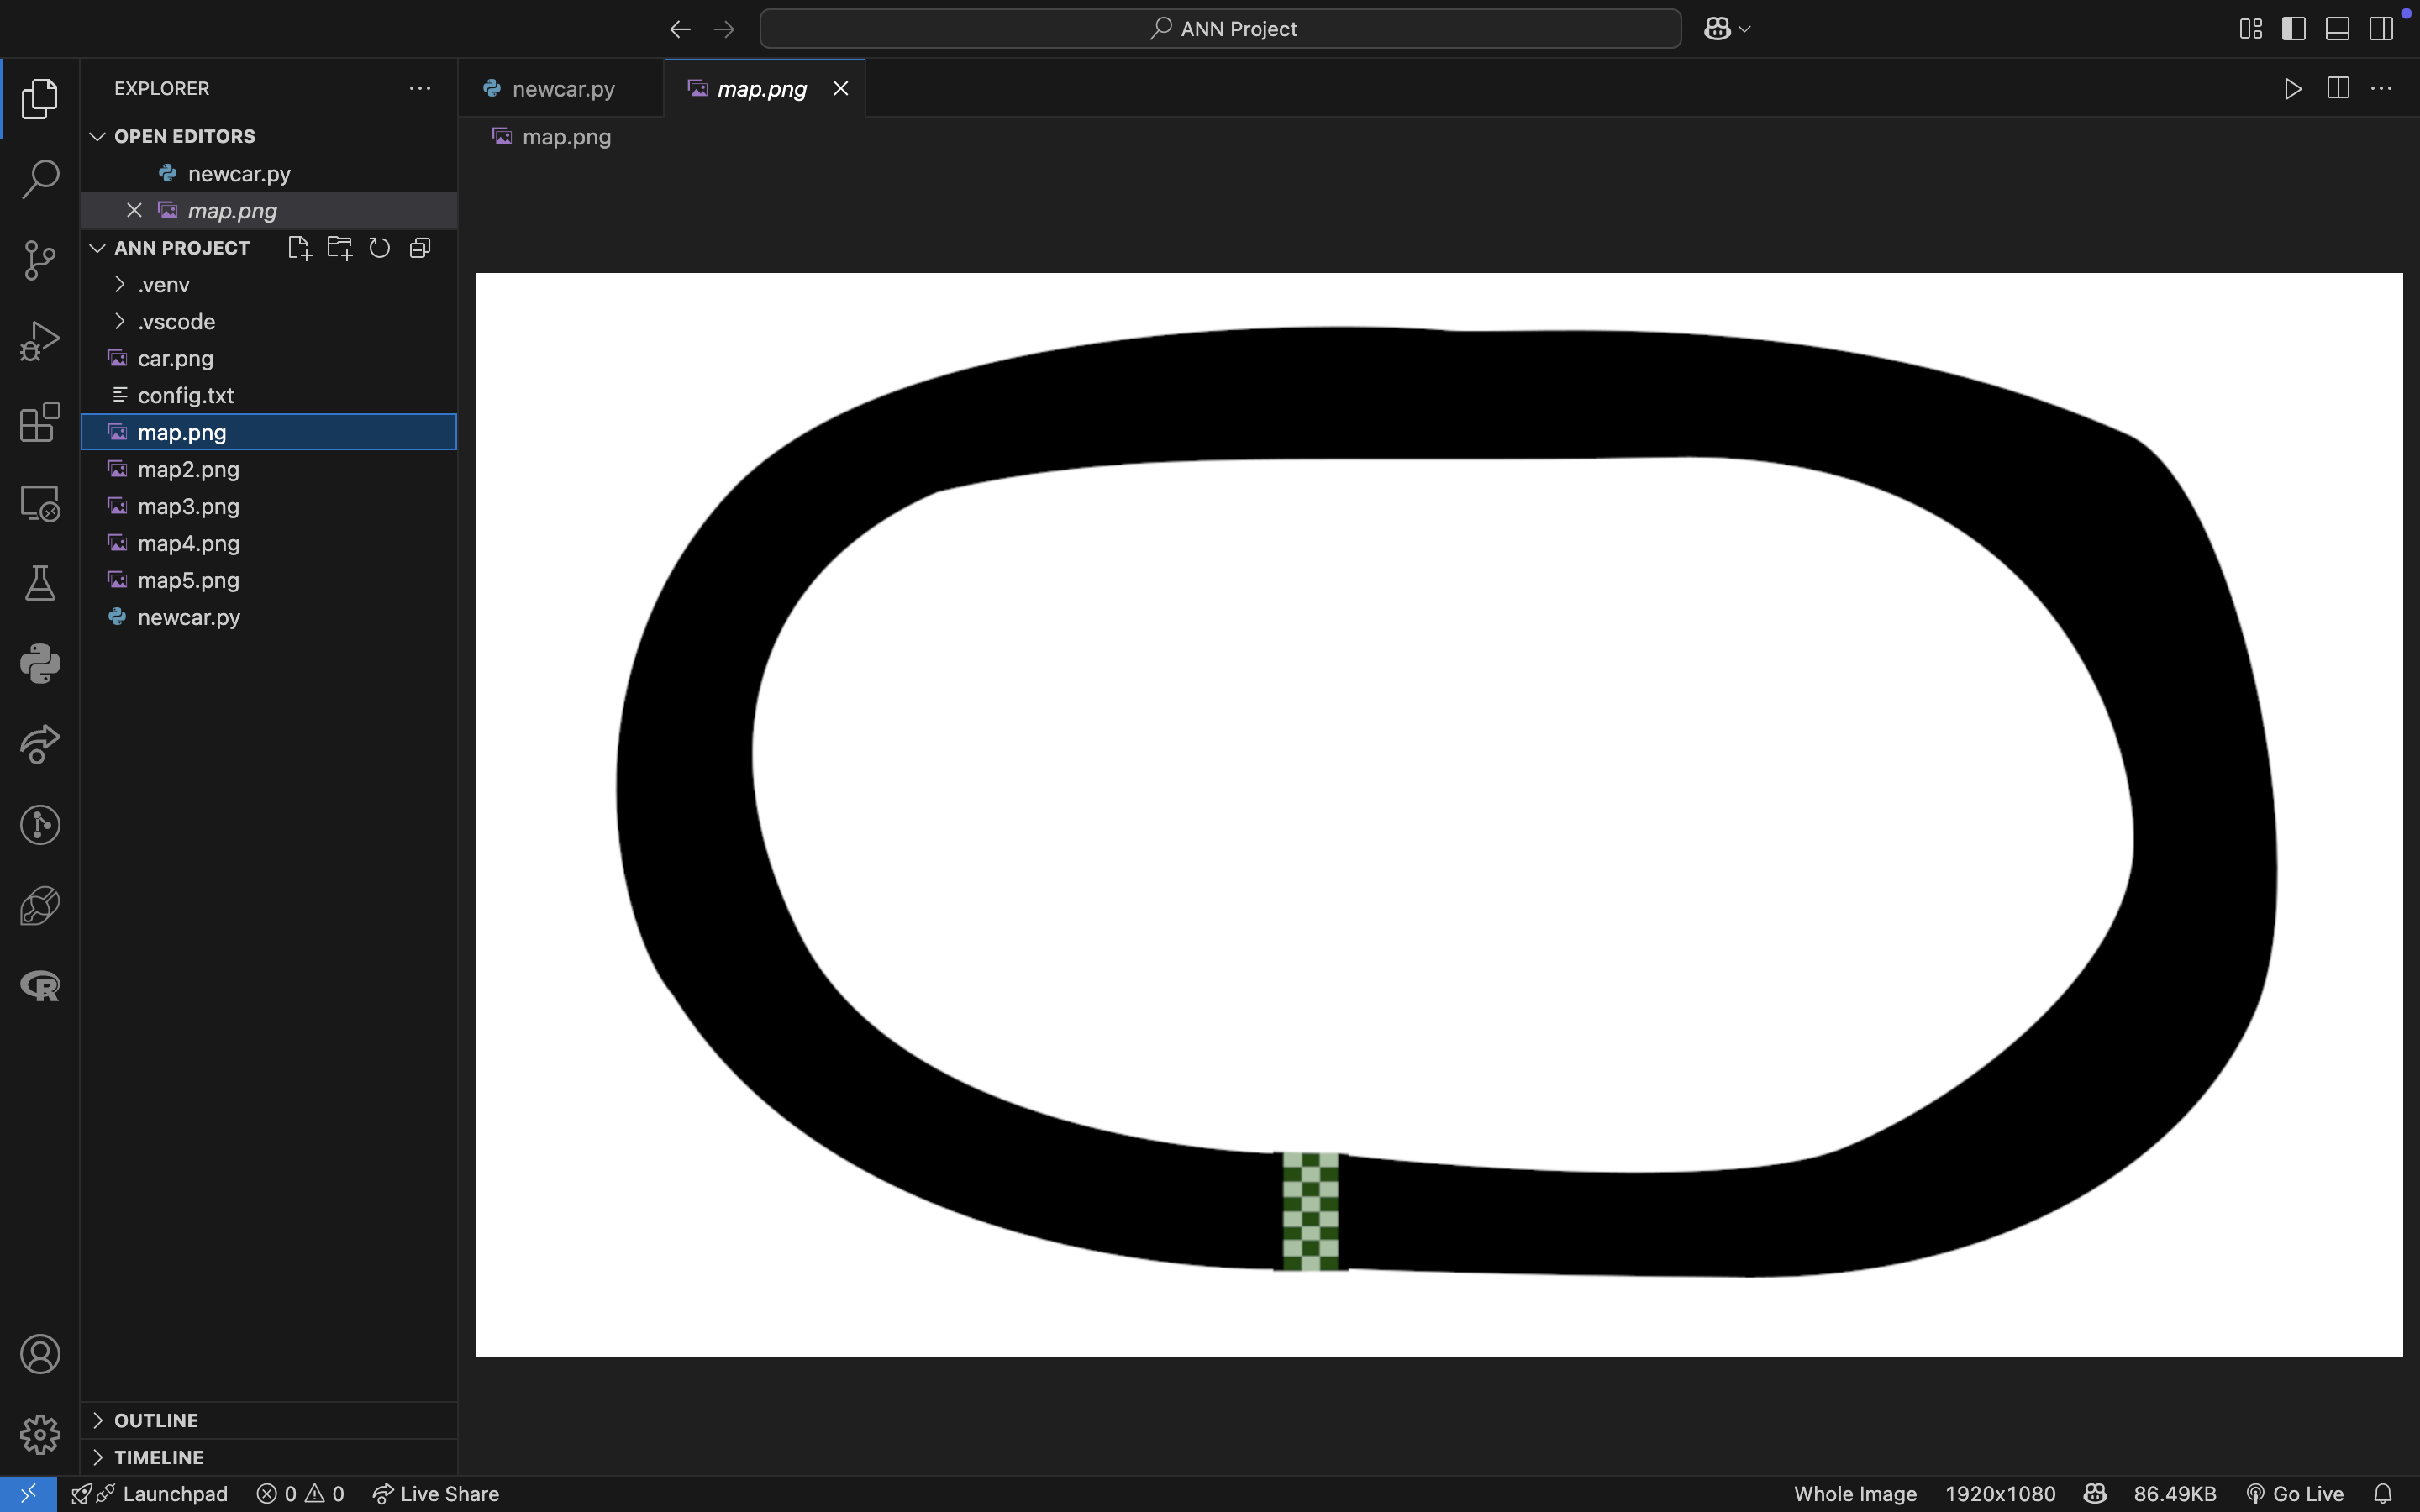 ANN Project
EXPLORER
OPEN EDITORS
newcar.py
map.png
ANN PROJECT
.venv
.vscode
car.png
config.txt
map.png
map2.png
map3.png
map4.png
map5.png
newcar.py
OUTLINE
TIMELINE
newcar.py
map.png
map.png
Launchpad 0 0 Live Share
Whole Image 1920x1080 86.49KB Go Live